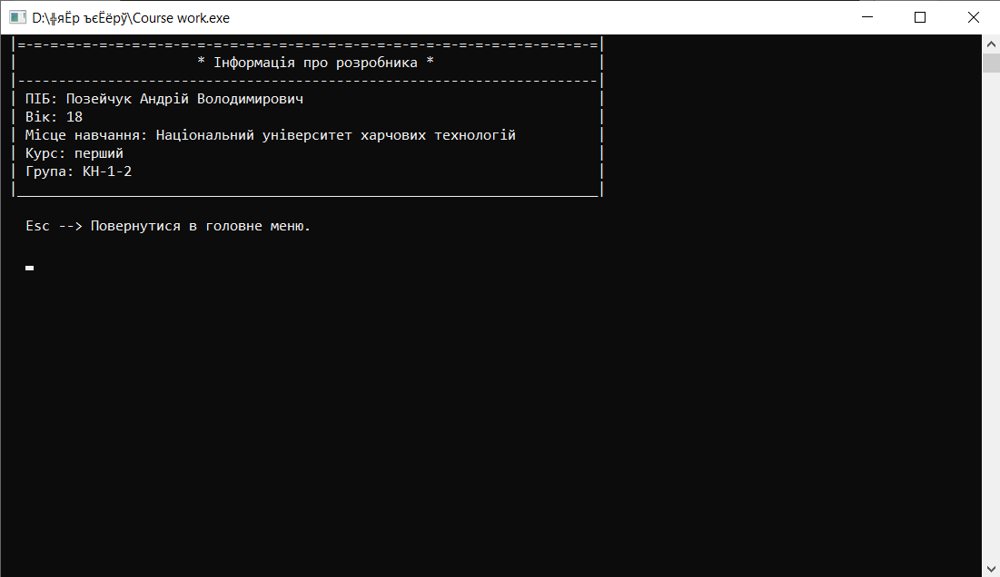 D:\╬яЁр ъєЁёрў\Course work.exe
|=-=-=-=-=-=-=-=-=-=-=-=-=-=-=-=-=-=-=-=-=-=-=-=-=-=-=-=-=-=-=-=-=-=-=-=|
* Інформація про розробника *
|-----------------------------------------------------------------------|
ПІБ: Позейчук Андрій Володимирович
Вік: 18
Місце навчання: Національний університет харчових технологій
Курс: перший
Група: КН-1-2
|_______________________________________________________________________|
Esc --> Повернутися в головне меню.